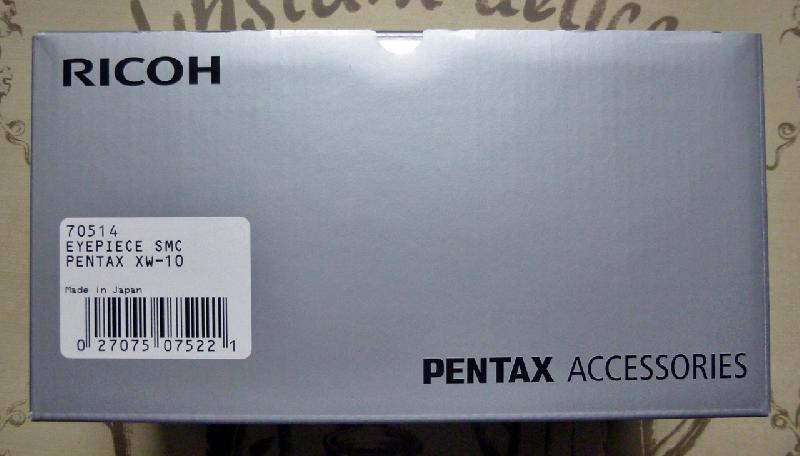 RICOH
70514
EYEPIECE SMC
PENTAX XW-10
Made in Japan
0 27075 07522 1
PENTAX ACCESSORIES